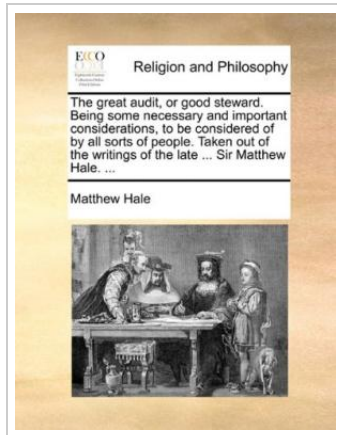 ECCO
Religion and Philosophy
The great audit, or good steward.
Being some necessary and important
considerations, to be considered of
by all sorts of people. Taken out of
the writings of the late ... Sir Matthew
Hale. ...
Matthew Hale